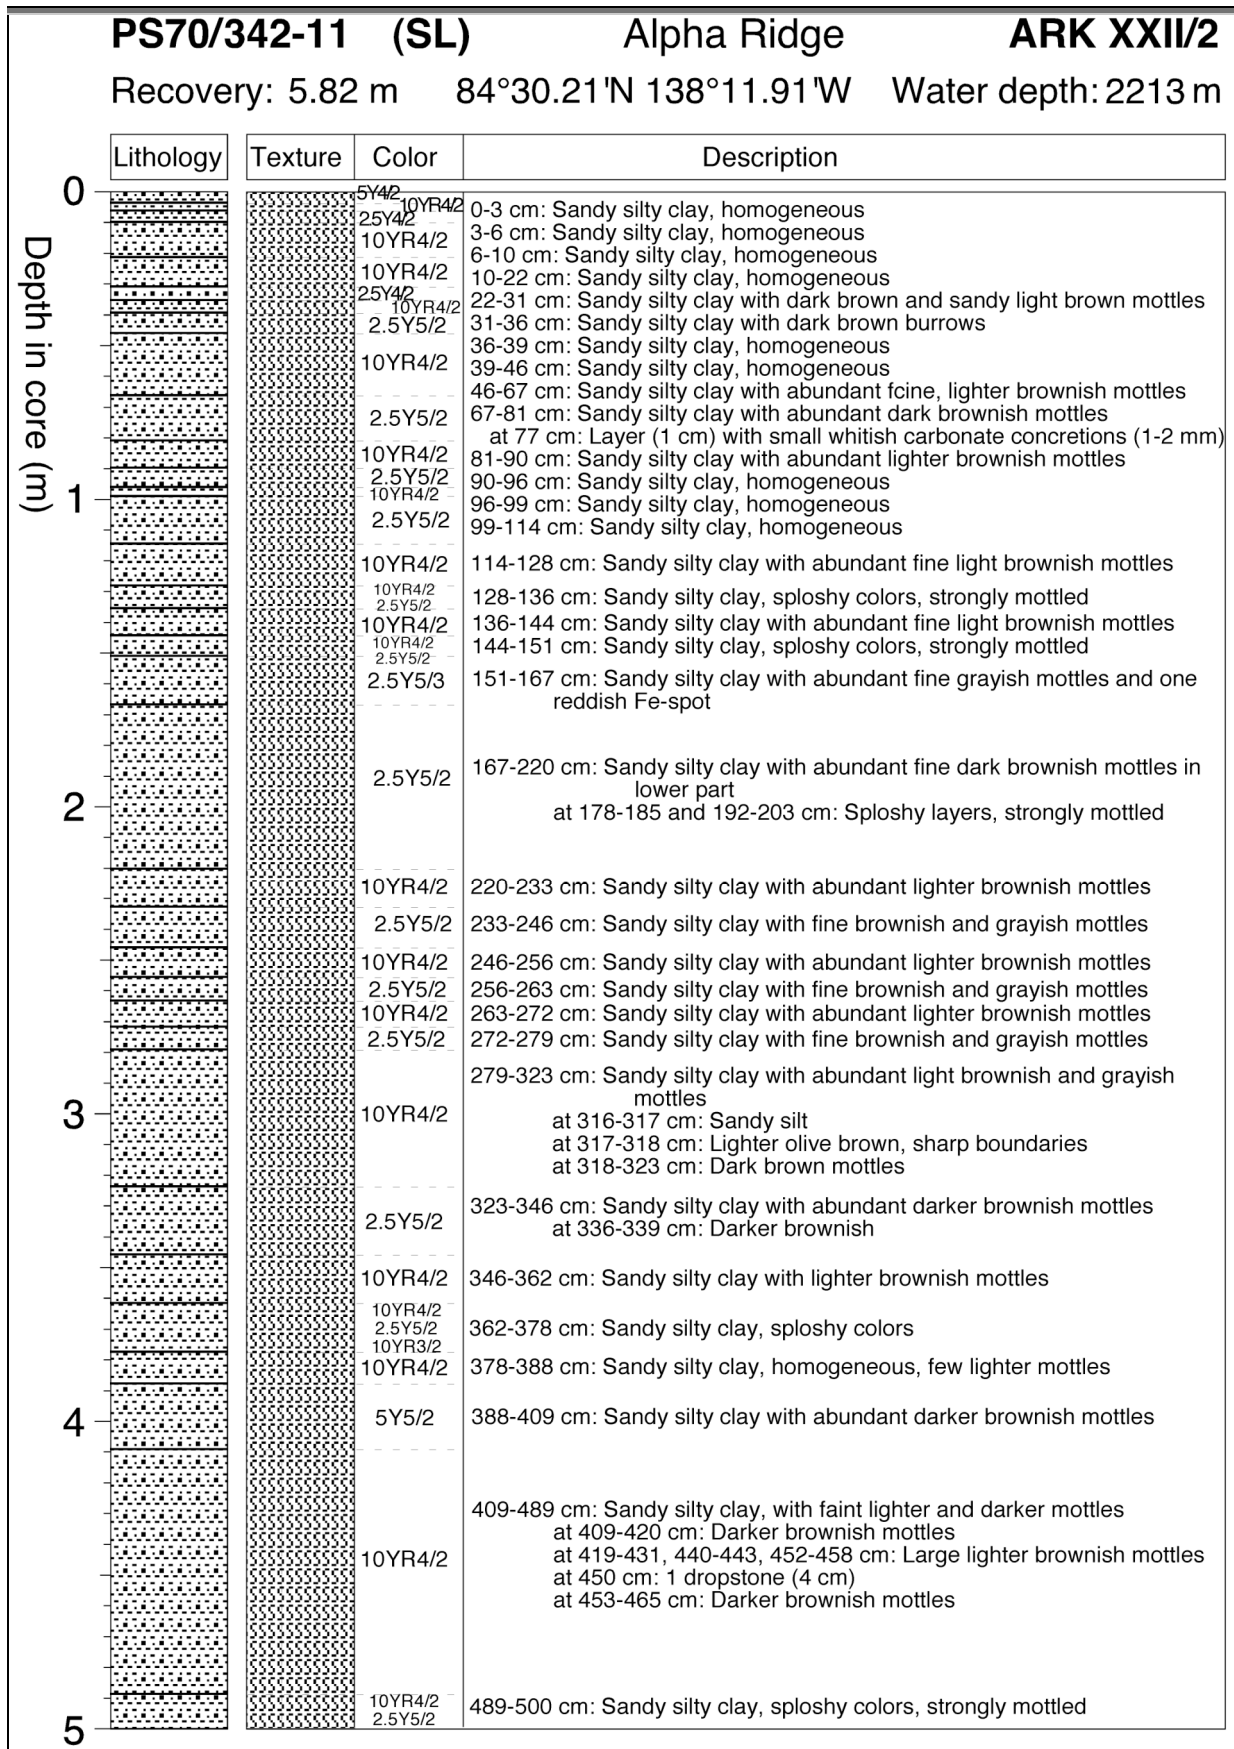 PS70/342-11 (SL) Alpha Ridge ARK XXII/2
Recovery: 5.82 m 84°30.21'N 138°11.91'W Water depth: 2213 m
Lithology Texture Color Description
Depth in core (m)
0
5Y4/2
10YR4/2 0-3 cm: Sandy silty clay, homogeneous
2.5Y4/2 3-6 cm: Sandy silty clay, homogeneous
10YR4/2 6-10 cm: Sandy silty clay, homogeneous
10YR4/2 10-22 cm: Sandy silty clay, homogeneous
2.5Y4/2 22-31 cm: Sandy silty clay with dark brown and sandy light brown mottles
10YR4/2 31-36 cm: Sandy silty clay with dark brown burrows
2.5Y5/2 36-39 cm: Sandy silty clay, homogeneous
10YR4/2 39-46 cm: Sandy silty clay, homogeneous
46-67 cm: Sandy silty clay with abundant fcine, lighter brownish mottles
2.5Y5/2 67-81 cm: Sandy silty clay with abundant dark brownish mottles
at 77 cm: Layer (1 cm) with small whitish carbonate concretions (1-2 mm)
10YR4/2 81-90 cm: Sandy silty clay with abundant lighter brownish mottles
2.5Y5/2 90-96 cm: Sandy silty clay, homogeneous
1 10YR4/2 96-99 cm: Sandy silty clay, homogeneous
2.5Y5/2 99-114 cm: Sandy silty clay, homogeneous
10YR4/2 114-128 cm: Sandy silty clay with abundant fine light brownish mottles
10YR4/2
2.5Y5/2 128-136 cm: Sandy silty clay, sploshy colors, strongly mottled
10YR4/2 136-144 cm: Sandy silty clay with abundant fine light brownish mottles
10YR4/2 144-151 cm: Sandy silty clay, sploshy colors, strongly mottled
2.5Y5/2
2.5Y5/3 151-167 cm: Sandy silty clay with abundant fine grayish mottles and one
reddish Fe-spot
2.5Y5/2 167-220 cm: Sandy silty clay with abundant fine dark brownish mottles in
lower part
2 at 178-185 and 192-203 cm: Sploshy layers, strongly mottled
10YR4/2 220-233 cm: Sandy silty clay with abundant lighter brownish mottles
2.5Y5/2 233-246 cm: Sandy silty clay with fine brownish and grayish mottles
10YR4/2 246-256 cm: Sandy silty clay with abundant lighter brownish mottles
2.5Y5/2 256-263 cm: Sandy silty clay with fine brownish and grayish mottles
10YR4/2 263-272 cm: Sandy silty clay with abundant lighter brownish mottles
2.5Y5/2 272-279 cm: Sandy silty clay with fine brownish and grayish mottles
279-323 cm: Sandy silty clay with abundant light brownish and grayish
mottles
3 10YR4/2 at 316-317 cm: Sandy silt
at 317-318 cm: Lighter olive brown, sharp boundaries
at 318-323 cm: Dark brown mottles
2.5Y5/2 323-346 cm: Sandy silty clay with abundant darker brownish mottles
at 336-339 cm: Darker brownish
10YR4/2 346-362 cm: Sandy silty clay with lighter brownish mottles
10YR4/2
2.5Y5/2 362-378 cm: Sandy silty clay, sploshy colors
10YR3/2
10YR4/2 378-388 cm: Sandy silty clay, homogeneous, few lighter mottles
4 5Y5/2 388-409 cm: Sandy silty clay with abundant darker brownish mottles
409-489 cm: Sandy silty clay, with faint lighter and darker mottles
at 409-420 cm: Darker brownish mottles
10YR4/2 at 419-431, 440-443, 452-458 cm: Large lighter brownish mottles
at 450 cm: 1 dropstone (4 cm)
at 453-465 cm: Darker brownish mottles
10YR4/2 489-500 cm: Sandy silty clay, sploshy colors, strongly mottled
2.5Y5/2
5